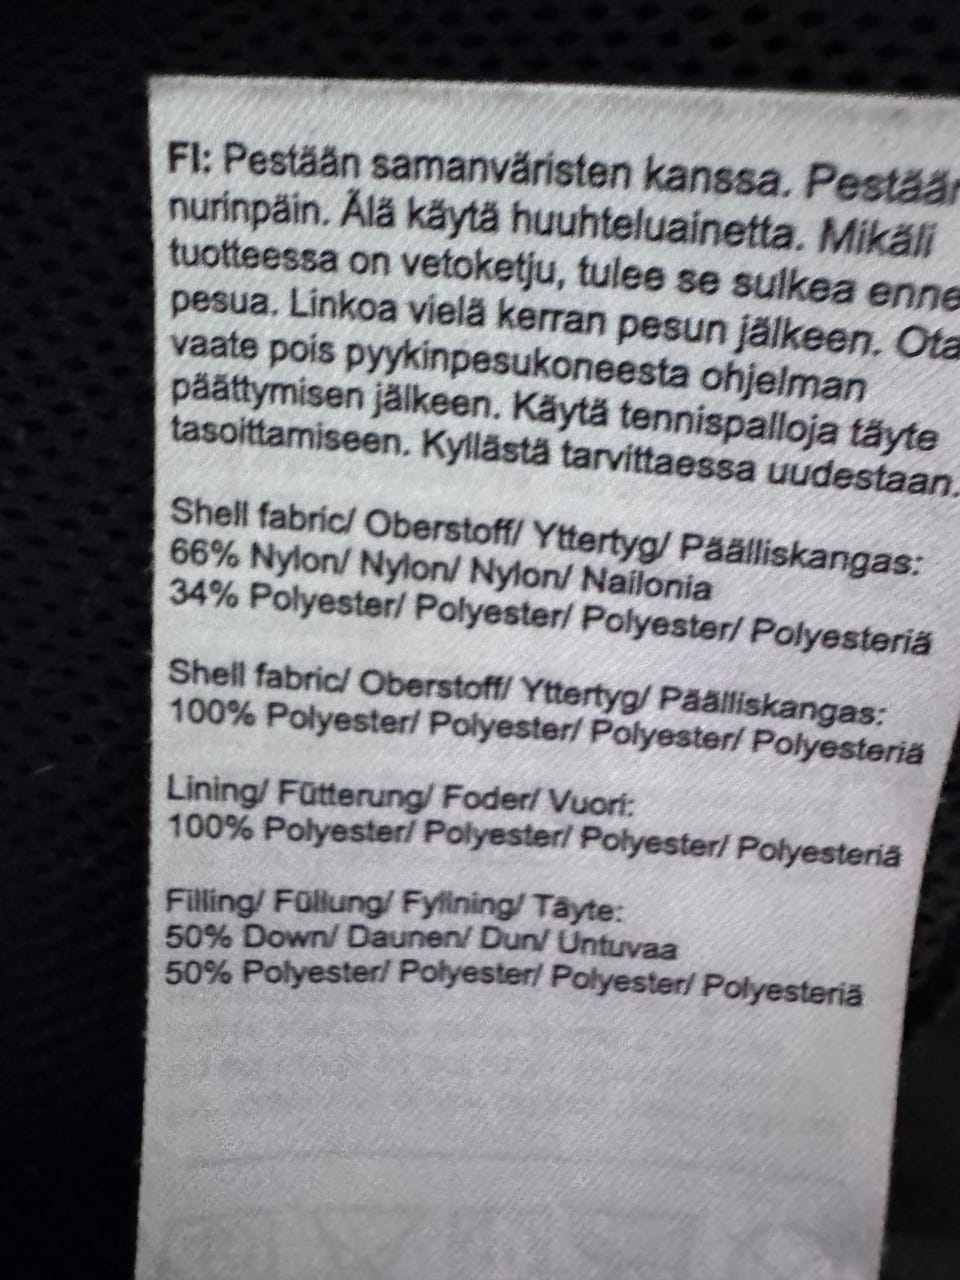 FI: Pestään samanväristen kanssa. Pestään
nurinpäin. Älä käytä huuhteluainetta. Mikäli
tuotteessa on vetoketju, tulee se sulkea enne
pesua. Linkoa vielä kerran pesun jälkeen. Ota
vaate pois pyykinpesukoneesta ohjelman
päättymisen jälkeen. Käytä tennispalloja täyte
tasoittamiseen. Kyllästä tarvittaessa uudestaan.
Shell fabric/ Oberstoff/ Yttertyg/ Päälliskangas:
66% Nylon/ Nylon/ Nylon/ Nailonia
34% Polyester/ Polyester/ Polyester/ Polyesteriä
Shell fabric/ Oberstoff/ Yttertyg/ Päälliskangas:
100% Polyester/ Polyester/ Polyester/ Polyesteriä
Lining/ Fütterung/ Foder/ Vuori:
100% Polyester/ Polyester/ Polyester/ Polyesteriä
Filling/ Füllung/ Fyllning/ Täyte:
50% Down/ Daunen/ Dun/ Untuvaa
50% Polyester/ Polyester/ Polyester/ Polyesteriä